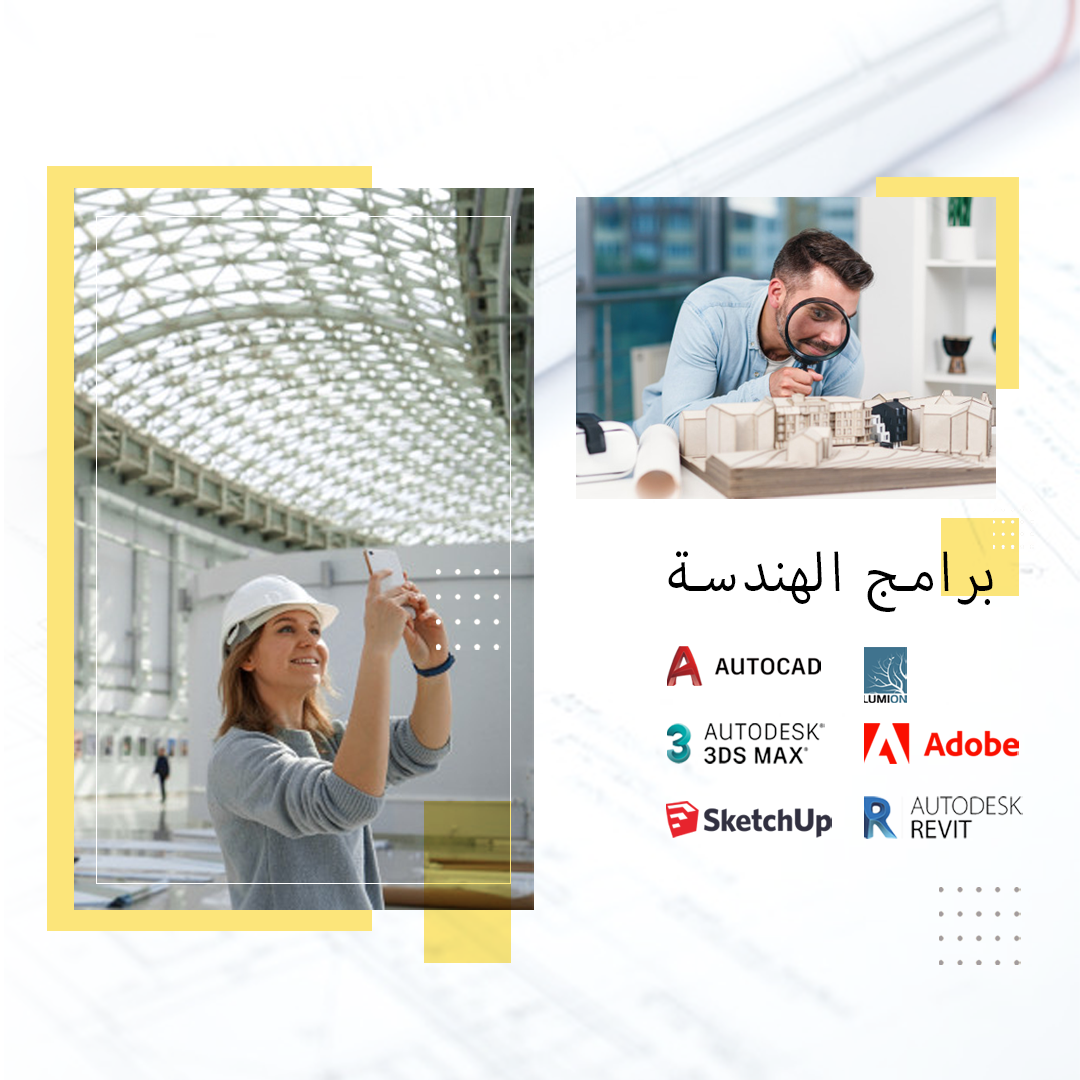 برامج الهندسة
AUTOCAD
LUMION
AUTODESK®
3DS MAX®
Adobe
SketchUp
AUTODESK
REVIT